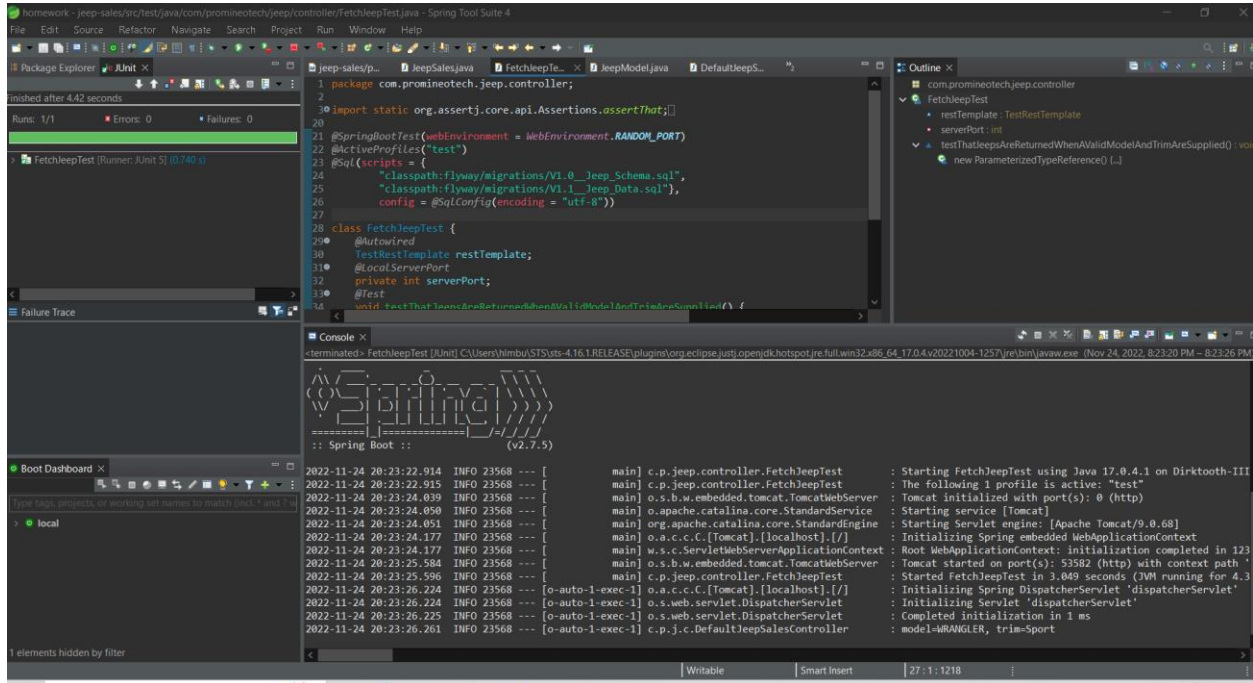 homework - jeep-sales/src/test/java/com/promineotech/jeep/controller/FetchJeepTest.java - Spring Tool Suite 4
File Edit Source Refactor Navigate Search Project Run Window Help
Package Explorer JUnit
Finished after 4.42 seconds
Runs: 1/1 Errors: 0 Failures: 0
FetchJeepTest [Runner: JUnit 5] (0.740 s)
Failure Trace
Boot Dashboard
Type tags, projects, or working set names to match (incl. * and ? w
local
1 elements hidden by filter
jeep-sales/p... JeepSales.java FetchJeepTe... JeepModel.java DefaultJeepS...
1 package com.promineotech.jeep.controller;
2
3 import static org.assertj.core.api.Assertions.assertThat;
20
21 @SpringBootTest(webEnvironment = WebEnvironment.RANDOM_PORT)
22 @ActiveProfiles("test")
23 @Sql(scripts = {
24 "classpath:flyway/migrations/V1.0__Jeep_Schema.sql",
25 "classpath:flyway/migrations/V1.1__Jeep_Data.sql"},
26 config = @SqlConfig(encoding = "utf-8"))
27
28 class FetchJeepTest {
29 @Autowired
30 TestRestTemplate restTemplate;
31 @LocalServerPort
32 private int serverPort;
33 @Test
34 void testThatJeepsAreReturnedWhenAValidModelAndTrimAreSupplied() {
Outline
com.promineotech.jeep.controller
FetchJeepTest
restTemplate : TestRestTemplate
serverPort : int
testThatJeepsAreReturnedWhenAValidModelAndTrimAreSupplied() : voi
new ParameterizedTypeReference() {...}
Console
<terminated> FetchJeepTest [JUnit] C:\Users\hlmbu\STS\sts-4.16.1.RELEASE\plugins\org.eclipse.justj.openjdk.hotspot.jre.full.win32.x86_64_17.0.4.v20221004-1257\jre\bin\javaw.exe (Nov 24, 2022, 8:23:20 PM – 8:23:26 PM
:: Spring Boot :: (v2.7.5)
2022-11-24 20:23:22.914 INFO 23568 --- [ main] c.p.jeep.controller.FetchJeepTest : Starting FetchJeepTest using Java 17.0.4.1 on Dirktooth-III
2022-11-24 20:23:22.915 INFO 23568 --- [ main] c.p.jeep.controller.FetchJeepTest : The following 1 profile is active: "test"
2022-11-24 20:23:24.039 INFO 23568 --- [ main] o.s.b.w.embedded.tomcat.TomcatWebServer : Tomcat initialized with port(s): 0 (http)
2022-11-24 20:23:24.050 INFO 23568 --- [ main] o.apache.catalina.core.StandardService : Starting service [Tomcat]
2022-11-24 20:23:24.051 INFO 23568 --- [ main] org.apache.catalina.core.StandardEngine : Starting Servlet engine: [Apache Tomcat/9.0.68]
2022-11-24 20:23:24.177 INFO 23568 --- [ main] o.a.c.c.C.[Tomcat].[localhost].[/] : Initializing Spring embedded WebApplicationContext
2022-11-24 20:23:24.177 INFO 23568 --- [ main] w.s.c.ServletWebServerApplicationContext : Root WebApplicationContext: initialization completed in 123
2022-11-24 20:23:25.584 INFO 23568 --- [ main] o.s.b.w.embedded.tomcat.TomcatWebServer : Tomcat started on port(s): 53582 (http) with context path '
2022-11-24 20:23:25.596 INFO 23568 --- [ main] c.p.jeep.controller.FetchJeepTest : Started FetchJeepTest in 3.049 seconds (JVM running for 4.3
2022-11-24 20:23:26.224 INFO 23568 --- [o-auto-1-exec-1] o.a.c.c.C.[Tomcat].[localhost].[/] : Initializing Spring DispatcherServlet 'dispatcherServlet'
2022-11-24 20:23:26.224 INFO 23568 --- [o-auto-1-exec-1] o.s.web.servlet.DispatcherServlet : Initializing Servlet 'dispatcherServlet'
2022-11-24 20:23:26.225 INFO 23568 --- [o-auto-1-exec-1] o.s.web.servlet.DispatcherServlet : Completed initialization in 1 ms
2022-11-24 20:23:26.261 INFO 23568 --- [o-auto-1-exec-1] c.p.j.c.DefaultJeepSalesController : model=WRANGLER, trim=Sport
Writable Smart Insert 27 : 1 : 1218